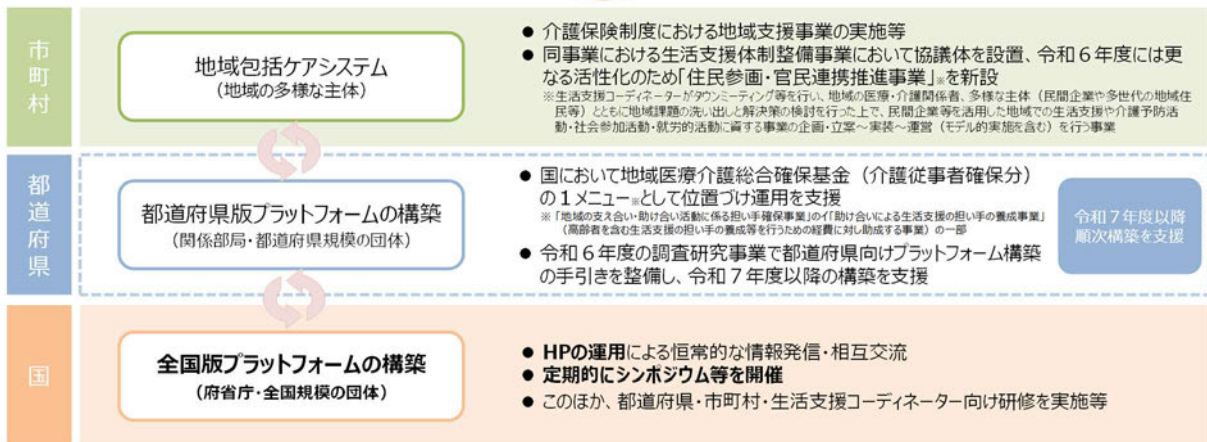 市町村
地域包括ケアシステム
（地域の多様な主体）
● 介護保険制度における地域支援事業の実施等
● 同事業における生活支援体制整備事業において協議体を設置、令和６年度には更
なる活性化のため「住民参画・官民連携推進事業」※を新設
※生活支援コーディネーターがタウンミーティング等を行い、地域の医療・介護関係者、多様な主体（民間企業や多世代の地域住
民等）とともに地域課題の洗い出しと解決策の検討を行った上で、民間企業等を活用した地域での生活支援や介護予防活
動・社会参加活動・就労的活動に資する事業の企画・立案～実装～運営（モデル的実施を含む）を行う事業
都道府県
都道府県版プラットフォームの構築
（関係部局・都道府県規模の団体）
● 国において地域医療介護総合確保基金（介護従事者確保分）
の１メニュー※として位置づけ運用を支援
※「地域の支え合い・助け合い活動に係る担い手確保事業」のイ「助け合いによる生活支援の担い手の養成事業」
（高齢者を含む生活支援の担い手の養成等を行うための経費に対し助成する事業）の一部
● 令和６年度の調査研究事業で都道府県向けプラットフォーム構築
の手引きを整備し、令和７年度以降の構築を支援
令和７年度以降
順次構築を支援
国
全国版プラットフォームの構築
（府省庁・全国規模の団体）
● HPの運用による恒常的な情報発信・相互交流
● 定期的にシンポジウム等を開催
● このほか、都道府県・市町村・生活支援コーディネーター向け研修を実施等